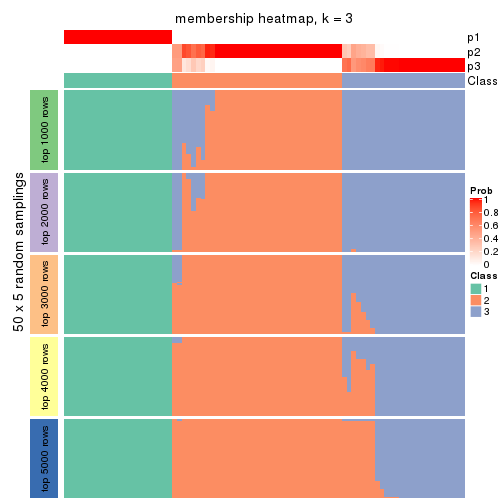 membership heatmap, k = 3
p1
p2
p3
Class
50 x 5 random samplings
top 1000 rows
top 2000 rows
top 3000 rows
top 4000 rows
top 5000 rows
Prob
1
0.8
0.6
0.4
0.2
0
Class
1
2
3